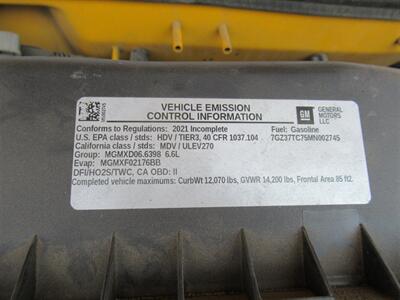 VEHICLE EMISSION
CONTROL INFORMATION
GM
GENERAL
MOTORS
LLC
Conforms to Regulations: 2021 Incomplete
Fuel: Gasoline
U.S. EPA class / stds: HDV / TIER3, 40 CFR 1037.104
7GZ37TC75MN002745
California class / stds: MDV / ULEV270
Group: MGMXD06.6398 6.6L
Evap: MGMXF02176BB
DFI/HO2S/TWC, CA OBD: II
Completed vehicle maximums: CurbWt 12,070 lbs, GVWR 14,200 lbs, Frontal Area 85 ft2.